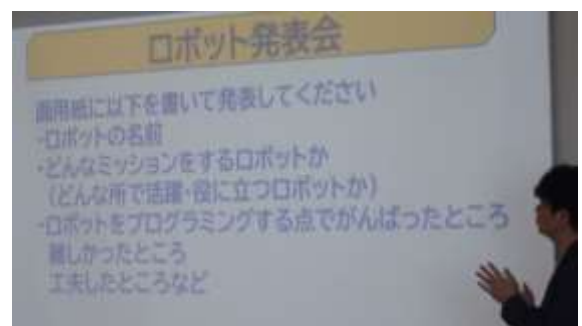 ロボット発表会
画用紙に以下を書いて発表してください
・ロボットの名前
・どんなミッションをするロボットか
（どんな所で活躍・役に立つロボットか）
・ロボットをプログラミングする点でがんばったところ
難しかったところ
工夫したところなど